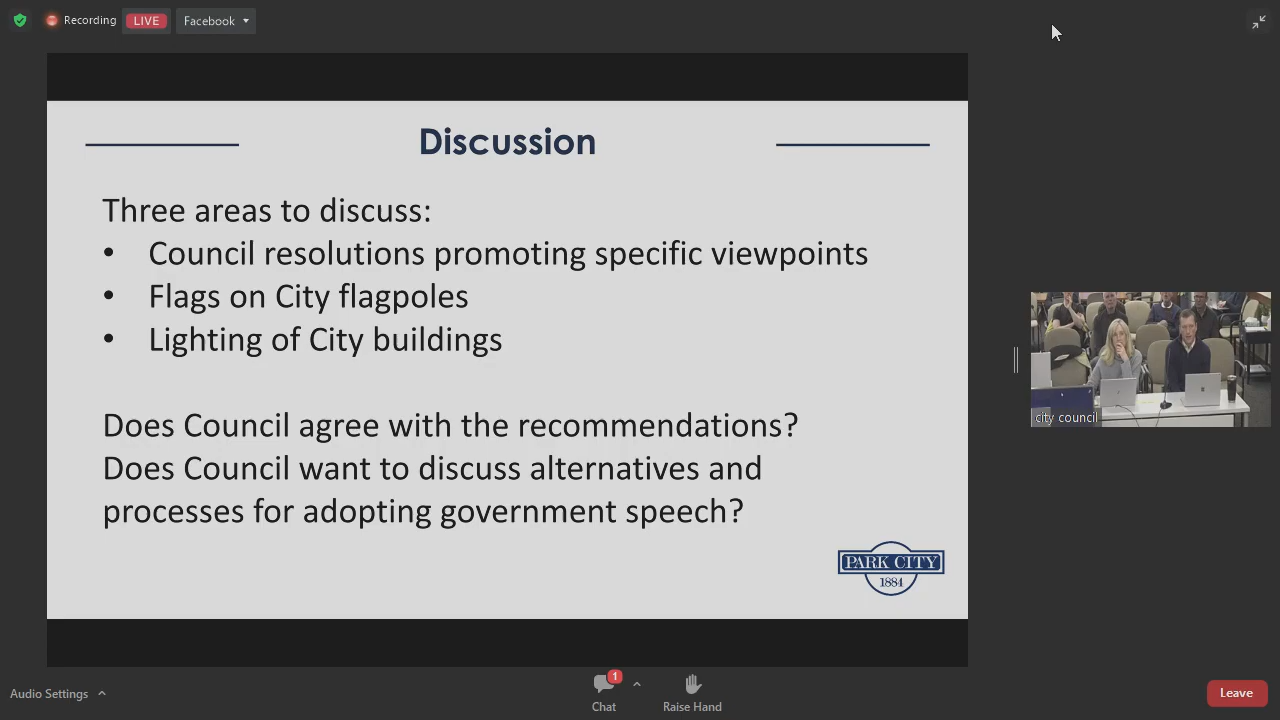 Recording
LIVE
Facebook
Discussion
Three areas to discuss:
• Council resolutions promoting specific viewpoints
• Flags on City flagpoles
• Lighting of City buildings
Does Council agree with the recommendations?
Does Council want to discuss alternatives and
processes for adopting government speech?
PARK CITY
1884
city council
Audio Settings
1
Chat
Raise Hand
Leave